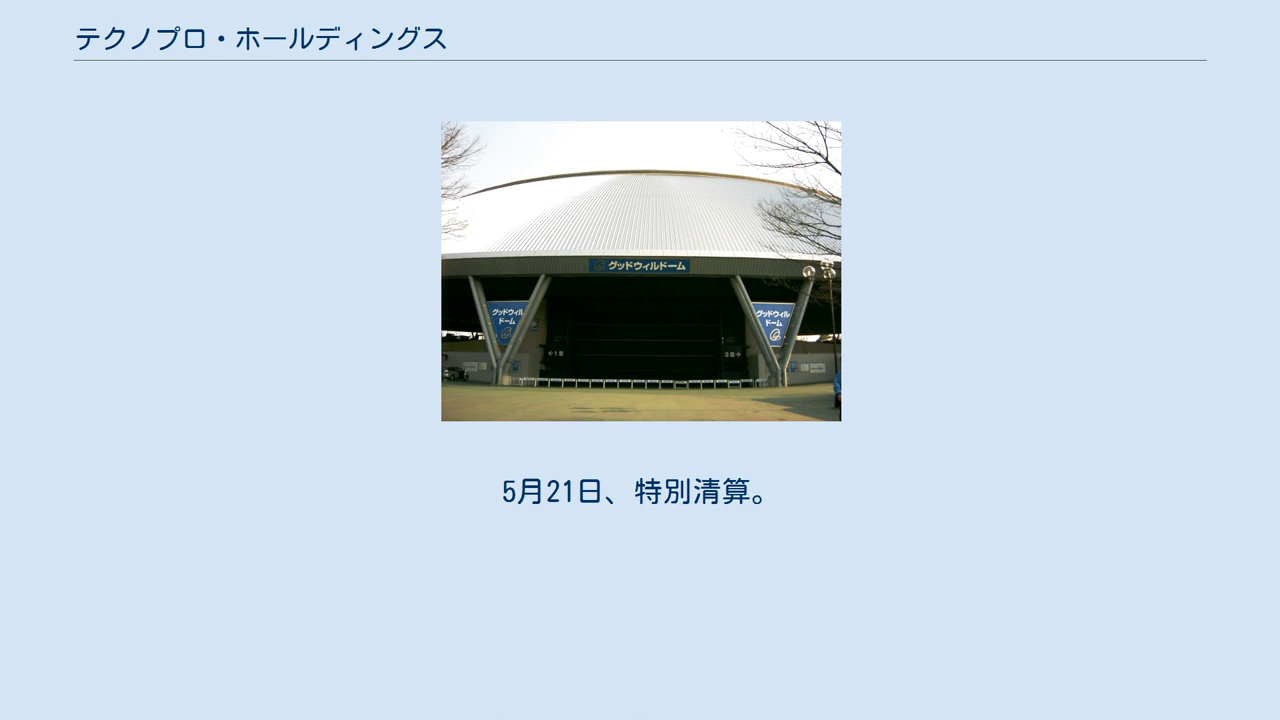 テクノプロ・ホールディングス
グッドウィルドーム
グッドウィル
ドーム
グッドウィル
ドーム
5月21日、特別清算。